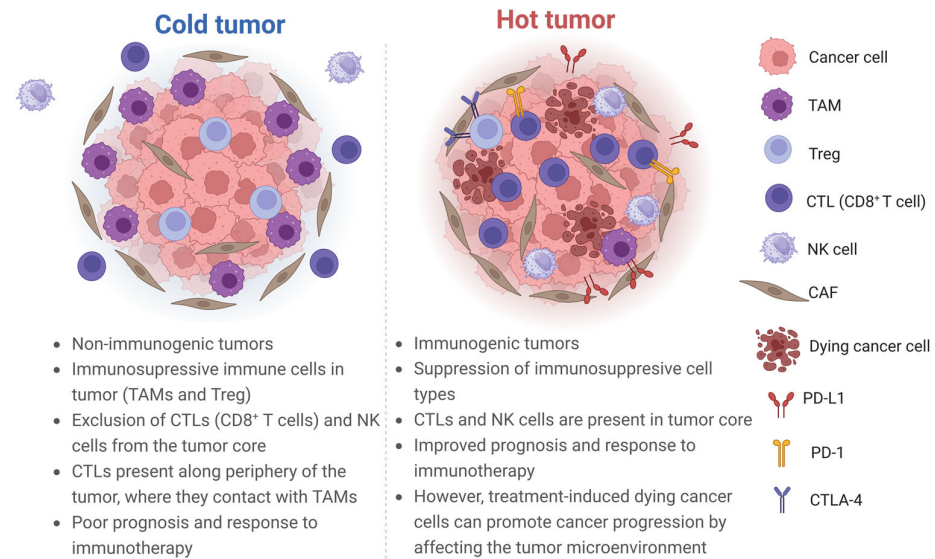 Cold tumor
• Non-immunogenic tumors
• Immunosupressive immune cells in
tumor (TAMs and Treg)
• Exclusion of CTLs (CD8⁺ T cells) and NK
cells from the tumor core
• CTLs present along periphery of the
tumor, where they contact with TAMs
• Poor prognosis and response to
immunotherapy
Hot tumor
• Immunogenic tumors
• Suppression of immunosuppresive cell
types
• CTLs and NK cells are present in tumor core
• Improved prognosis and response to
immunotherapy
• However, treatment-induced dying cancer
cells can promote cancer progression by
affecting the tumor microenvironment
Cancer cell
TAM
Treg
CTL (CD8⁺ T cell)
NK cell
CAF
Dying cancer cell
PD-L1
PD-1
CTLA-4